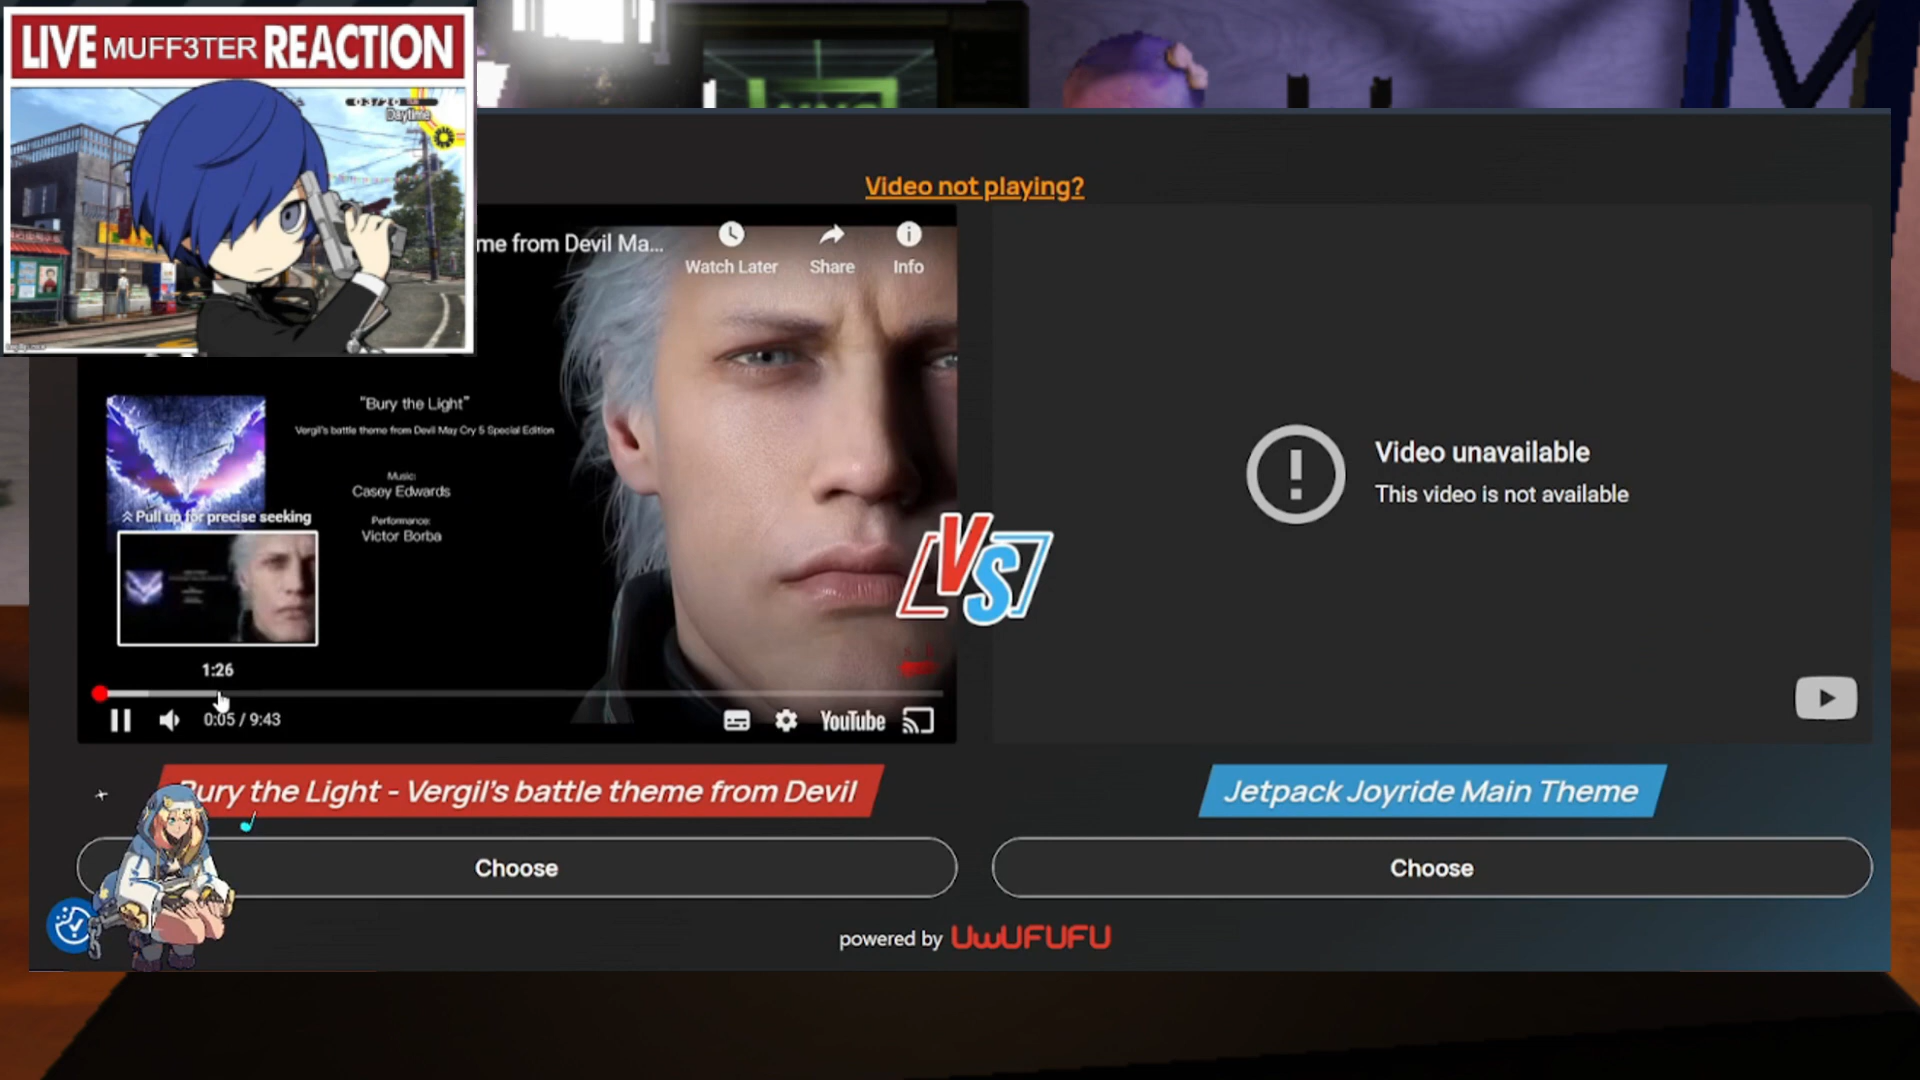 LIVE MUFF3TER REACTION
Daytime
Video not playing?
me from Devil Ma...
Watch Later
Share
Info
"Bury the Light"
Vergil's battle theme from Devil May Cry 5 Special Edition
Music:
Casey Edwards
Performance:
Victor Borba
Pull up for precise seeking
1:26
0:05 / 9:43
YouTube
VS
Video unavailable
This video is not available
Bury the Light - Vergil's battle theme from Devil
Jetpack Joyride Main Theme
Choose
Choose
powered by UwUFUFU